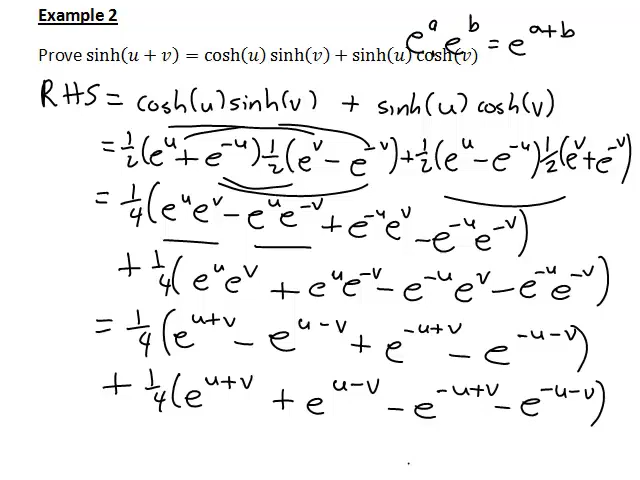 Example 2
e^a e^b = e^{a+b}
Prove sinh(u + v) = cosh(u) sinh(v) + sinh(u) cosh(v)
RHS = cosh(u) sinh(v) + sinh(u) cosh(v)
= ½(e^u + e^{-u}) ½(e^v − e^{-v}) + ½(e^u − e^{-u}) ½(e^v + e^{-v})
= ¼(e^u e^v − e^u e^{-v} + e^{-u} e^v − e^{-u} e^{-v})
+ ¼(e^u e^v + e^u e^{-v} − e^{-u} e^v − e^{-u} e^{-v})
= ¼(e^{u+v} − e^{u-v} + e^{-u+v} − e^{-u-v})
+ ¼(e^{u+v} + e^{u-v} − e^{-u+v} − e^{-u-v})